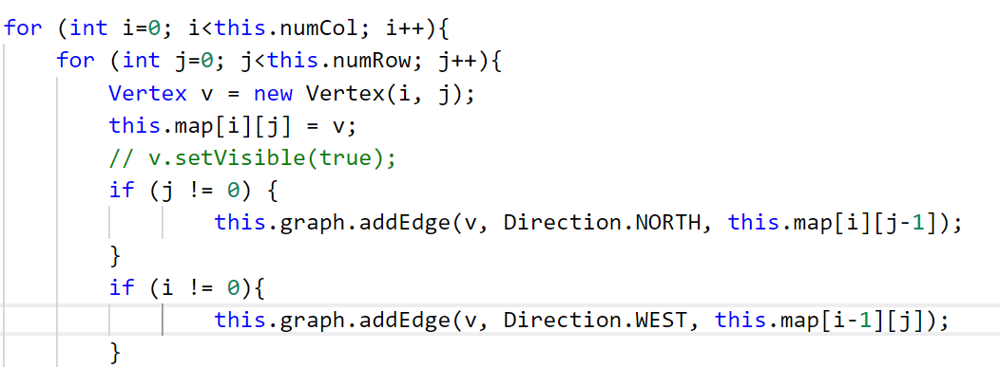 for (int i=0; i<this.numCol; i++){
    for (int j=0; j<this.numRow; j++){
        Vertex v = new Vertex(i, j);
        this.map[i][j] = v;
        // v.setVisible(true);
        if (j != 0) {
                this.graph.addEdge(v, Direction.NORTH, this.map[i][j-1]);
        }
        if (i != 0){
                this.graph.addEdge(v, Direction.WEST, this.map[i-1][j]);
        }